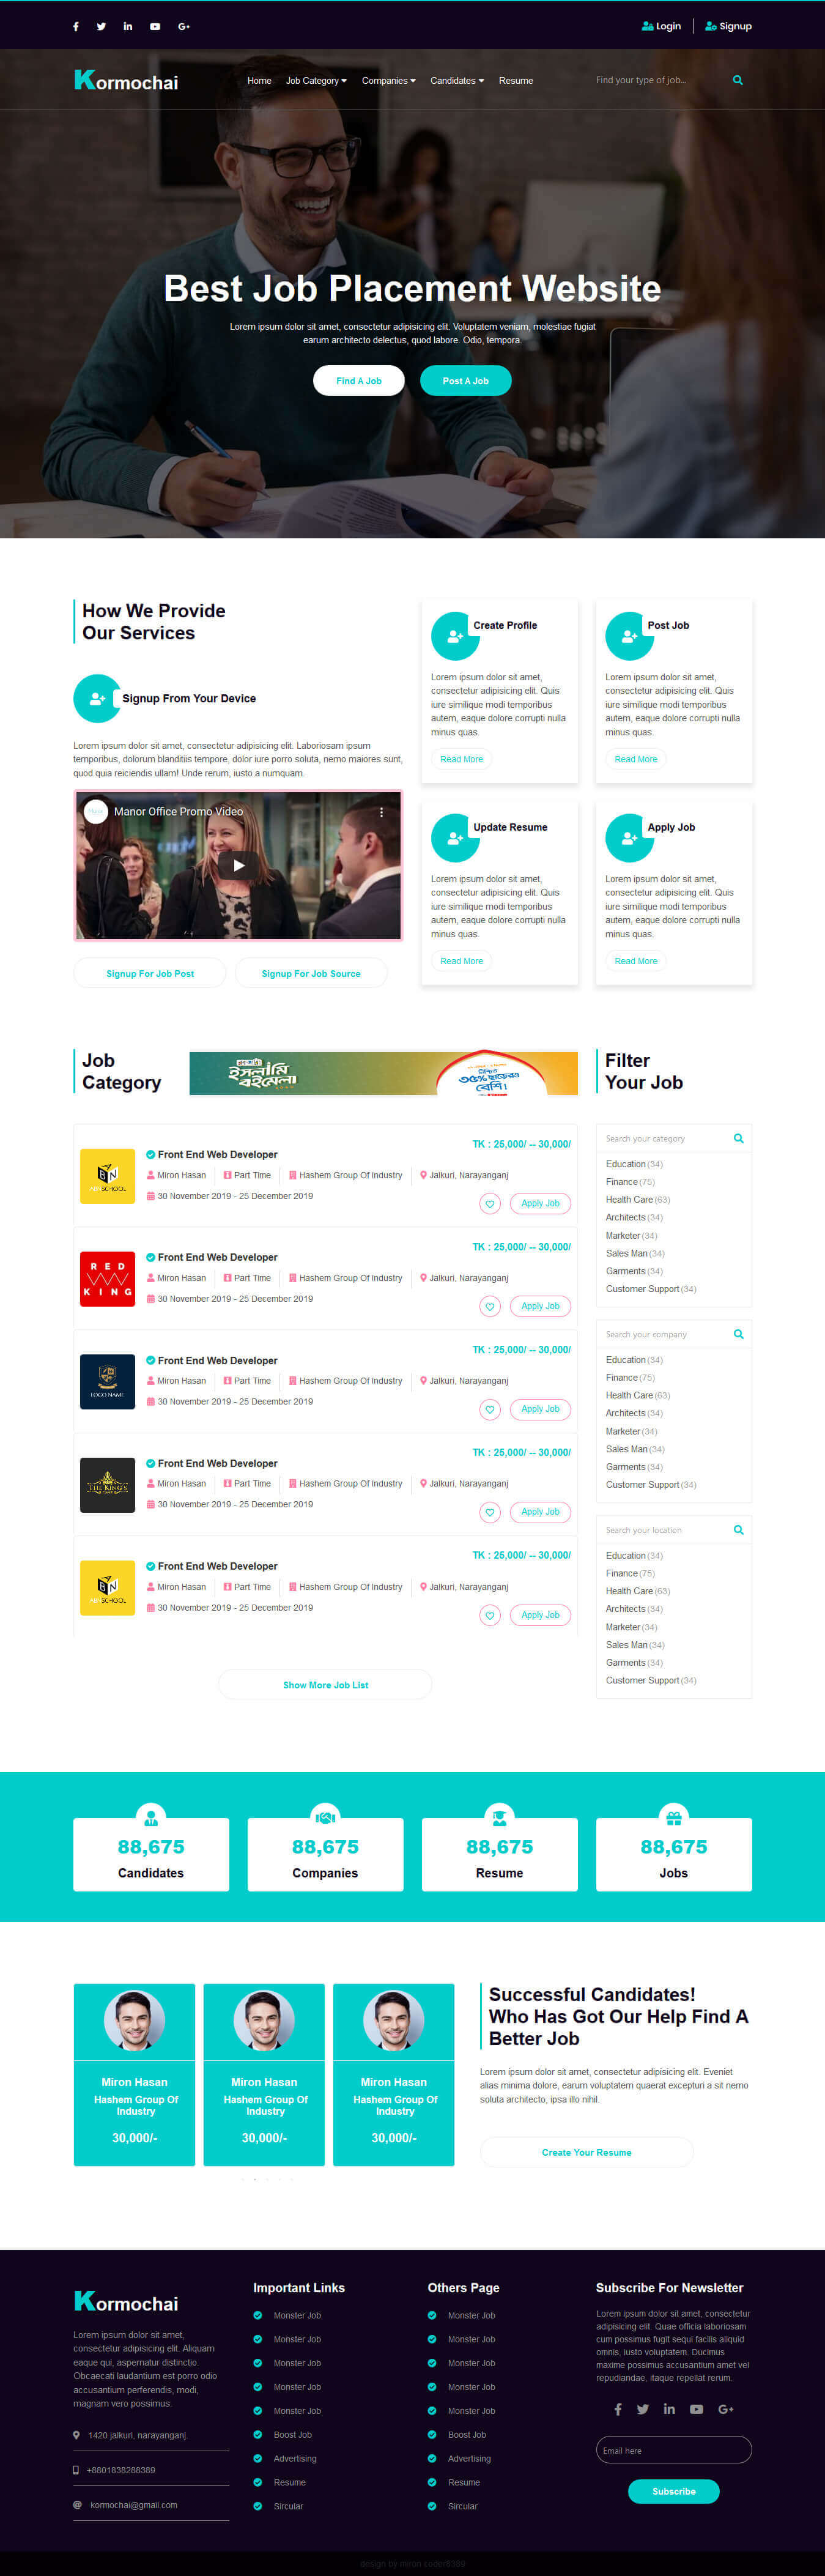 Login
Signup
Kormochai
Home
Job Category
Companies
Candidates
Resume
Find your type of job...
Best Job Placement Website
Lorem ipsum dolor sit amet, consectetur adipisicing elit. Voluptatem veniam, molestiae fugiat
earum architecto delectus, quod labore. Odio, tempora.
Find A Job
Post A Job
How We Provide
Our Services
Signup From Your Device
Lorem ipsum dolor sit amet, consectetur adipisicing elit. Laboriosam ipsum
temporibus, dolorum blanditiis tempore, dolor iure porro soluta, nemo maiores sunt,
quod quia reiciendis ullam! Unde rerum, iusto a numquam.
Manor Office Promo Video
Signup For Job Post
Signup For Job Source
Create Profile
Lorem ipsum dolor sit amet,
consectetur adipisicing elit. Quis
iure similique modi temporibus
autem, eaque dolore corrupti nulla
minus quas.
Read More
Post Job
Lorem ipsum dolor sit amet,
consectetur adipisicing elit. Quis
iure similique modi temporibus
autem, eaque dolore corrupti nulla
minus quas.
Read More
Update Resume
Lorem ipsum dolor sit amet,
consectetur adipisicing elit. Quis
iure similique modi temporibus
autem, eaque dolore corrupti nulla
minus quas.
Read More
Apply Job
Lorem ipsum dolor sit amet,
consectetur adipisicing elit. Quis
iure similique modi temporibus
autem, eaque dolore corrupti nulla
minus quas.
Read More
Job
Category
ইসলামি
বইমেলা
৩৫% ছাড়েরও
বেশি!
TK : 25,000/ -- 30,000/
Front End Web Developer
Miron Hasan
Part Time
Hashem Group Of Industry
Jalkuri, Narayanganj
30 November 2019 - 25 December 2019
Apply Job
BN
SCHOOL
TK : 25,000/ -- 30,000/
Front End Web Developer
Miron Hasan
Part Time
Hashem Group Of Industry
Jalkuri, Narayanganj
30 November 2019 - 25 December 2019
Apply Job
RED
KING
TK : 25,000/ -- 30,000/
Front End Web Developer
Miron Hasan
Part Time
Hashem Group Of Industry
Jalkuri, Narayanganj
30 November 2019 - 25 December 2019
Apply Job
LOGO NAME
TK : 25,000/ -- 30,000/
Front End Web Developer
Miron Hasan
Part Time
Hashem Group Of Industry
Jalkuri, Narayanganj
30 November 2019 - 25 December 2019
Apply Job
THE KING'S
TK : 25,000/ -- 30,000/
Front End Web Developer
Miron Hasan
Part Time
Hashem Group Of Industry
Jalkuri, Narayanganj
30 November 2019 - 25 December 2019
Apply Job
BN
SCHOOL
Show More Job List
Filter
Your Job
Search your category
Education (34)
Finance (75)
Health Care (63)
Architects (34)
Marketer (34)
Sales Man (34)
Garments (34)
Customer Support (34)
Search your company
Education (34)
Finance (75)
Health Care (63)
Architects (34)
Marketer (34)
Sales Man (34)
Garments (34)
Customer Support (34)
Search your location
Education (34)
Finance (75)
Health Care (63)
Architects (34)
Marketer (34)
Sales Man (34)
Garments (34)
Customer Support (34)
88,675
Candidates
88,675
Companies
88,675
Resume
88,675
Jobs
Miron Hasan
Hashem Group Of
Industry
30,000/-
Miron Hasan
Hashem Group Of
Industry
30,000/-
Miron Hasan
Hashem Group Of
Industry
30,000/-
Successful Candidates!
Who Has Got Our Help Find A
Better Job
Lorem ipsum dolor sit amet, consectetur adipisicing elit. Eveniet
alias minima dolore, earum voluptatem quaerat excepturi a sit nemo
soluta architecto, ipsa illo nihil.
Create Your Resume
Kormochai
Lorem ipsum dolor sit amet,
consectetur adipisicing elit. Aliquam
eaque qui, aspernatur distinctio.
Obcaecati laudantium est porro odio
accusantium perferendis, modi,
magnam vero possimus.
1420 jalkuri, narayanganj.
+8801838288389
kormochai@gmail.com
Important Links
Monster Job
Monster Job
Monster Job
Monster Job
Monster Job
Boost Job
Advertising
Resume
Sircular
Others Page
Monster Job
Monster Job
Monster Job
Monster Job
Monster Job
Boost Job
Advertising
Resume
Sircular
Subscribe For Newsletter
Lorem ipsum dolor sit amet, consectetur
adipisicing elit. Quae officia laboriosam
cum possimus fugit sequi facilis aliquid
omnis, iusto voluptatem. Ducimus
maxime possimus accusantium amet vel
repudiandae, itaque repellat rerum.
Email here
Subscribe
design by miron coder8389